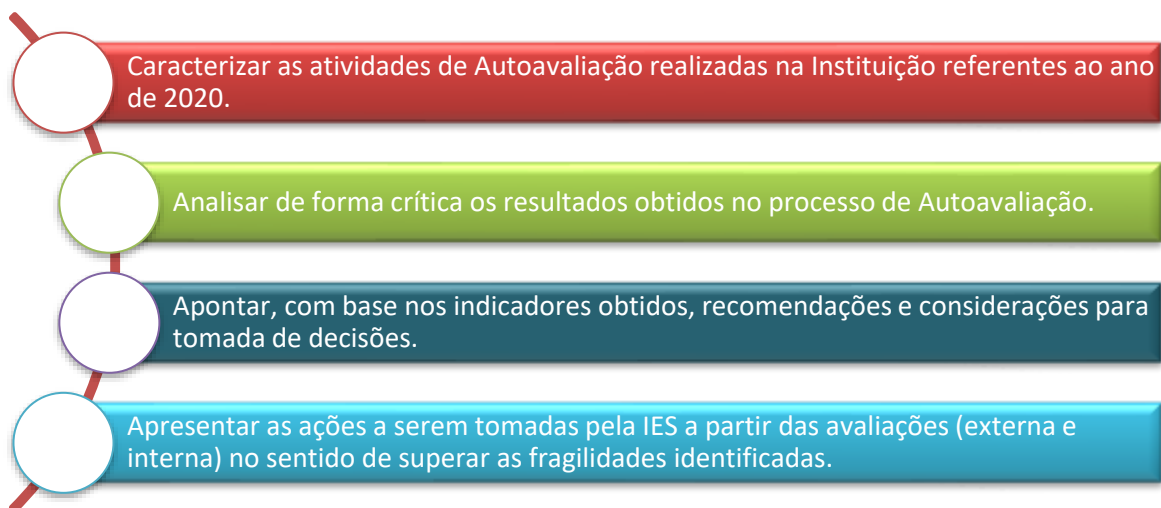 Caracterizar as atividades de Autoavaliação realizadas na Instituição referentes ao ano
de 2020.
Analisar de forma crítica os resultados obtidos no processo de Autoavaliação.
Apontar, com base nos indicadores obtidos, recomendações e considerações para
tomada de decisões.
Apresentar as ações a serem tomadas pela IES a partir das avaliações (externa e
interna) no sentido de superar as fragilidades identificadas.